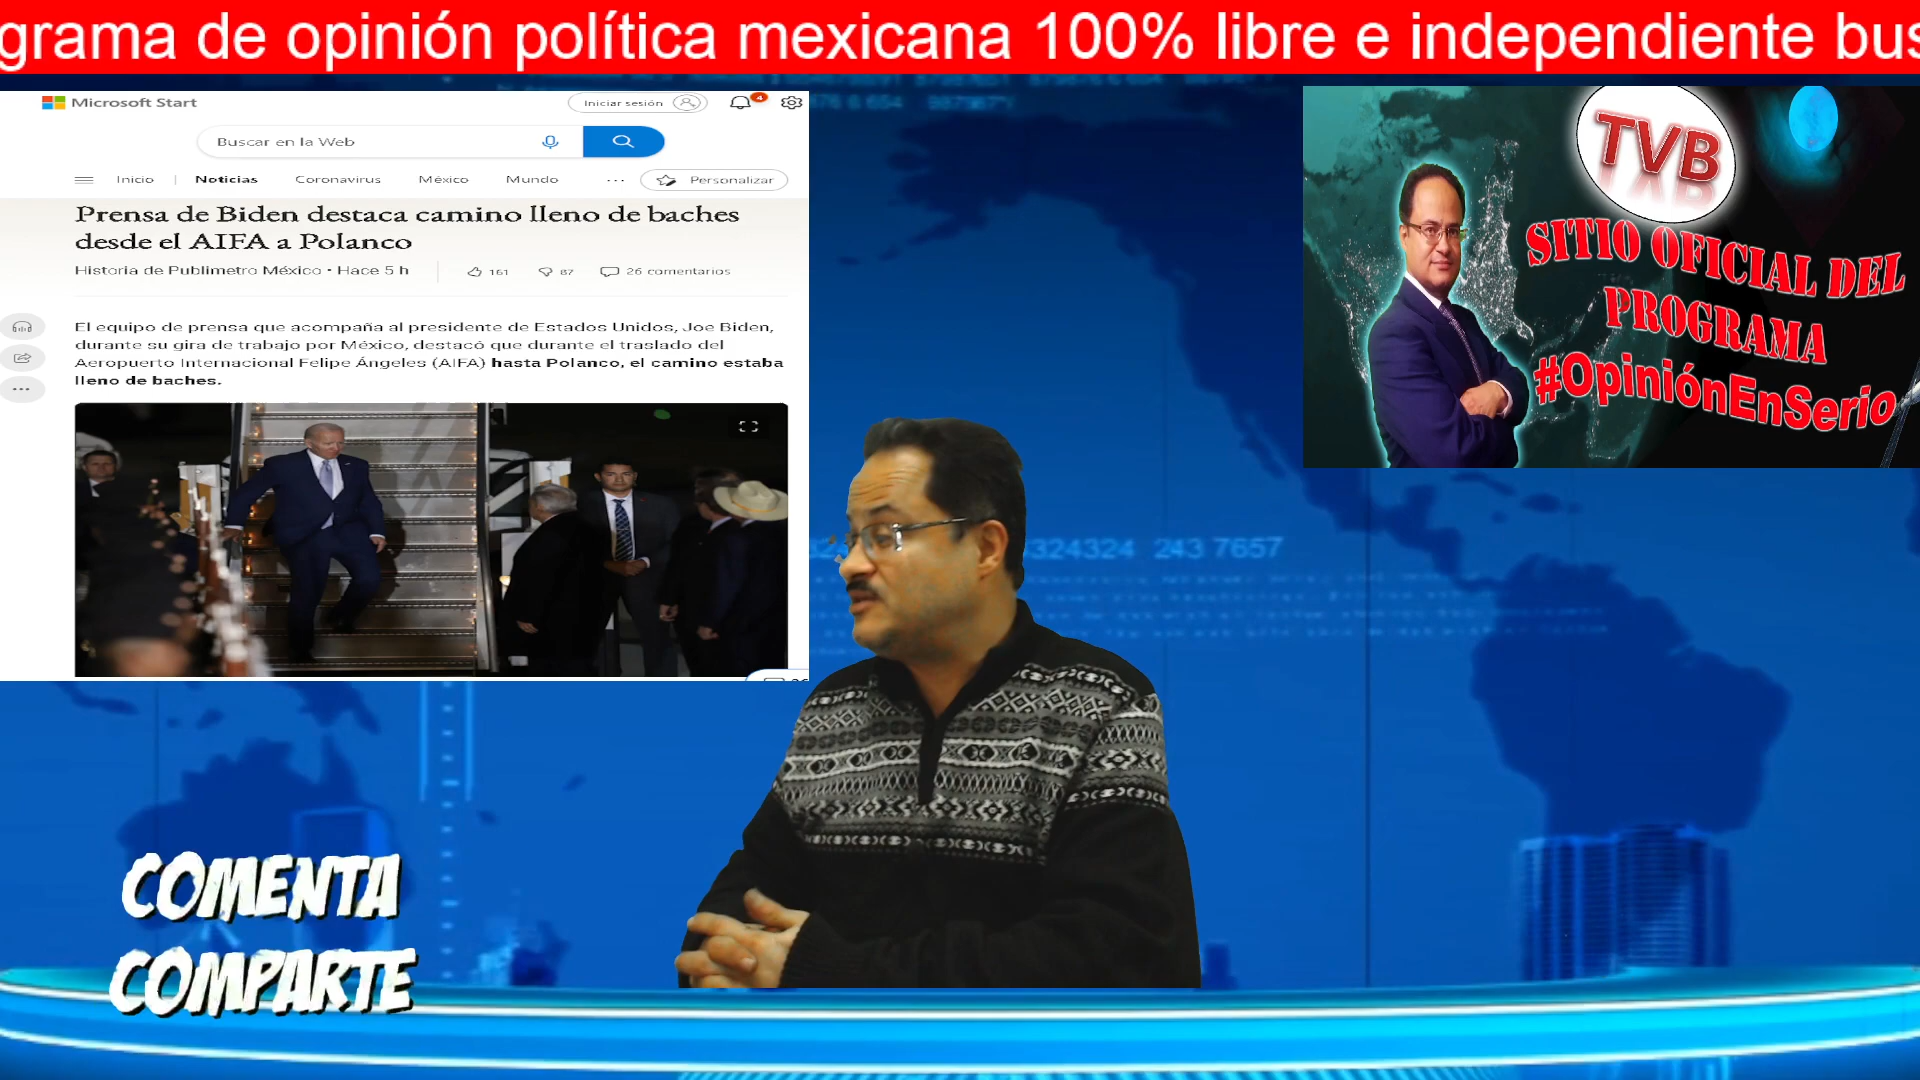 grama de opinión política mexicana 100% libre e independiente bus
Microsoft Start
Iniciar sesión
4
Buscar en la Web
Inicio
Noticias
Coronavirus
México
Mundo
...
Personalizar
Prensa de Biden destaca camino lleno de baches
desde el AIFA a Polanco
Historia de Publimetro México • Hace 5 h
161
87
26 comentarios
El equipo de prensa que acompaña al presidente de Estados Unidos, Joe Biden,
durante su gira de trabajo por México, destacó que durante el traslado del
Aeropuerto Internacional Felipe Ángeles (AIFA) hasta Polanco, el camino estaba
lleno de baches.
TVB
SITIO OFICIAL DEL
PROGRAMA
#OpiniónEnSerio
324324 243 7657
COMENTA
COMPARTE